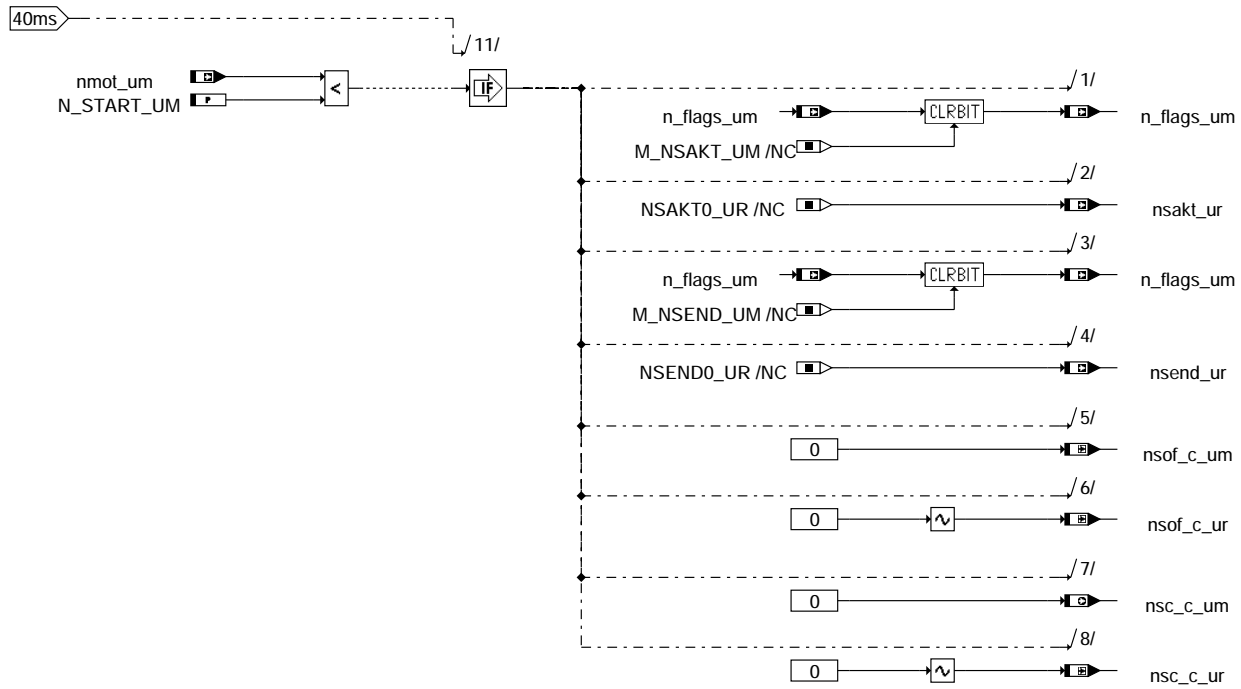 40ms
/11/
nmot_um
N_START_UM
P
<
IF
/1/
n_flags_um
CLRBIT
n_flags_um
M_NSAKT_UM /NC
/2/
NSAKT0_UR /NC
nsakt_ur
/3/
n_flags_um
CLRBIT
n_flags_um
M_NSEND_UM /NC
/4/
NSEND0_UR /NC
nsend_ur
/5/
0
nsof_c_um
/6/
0
nsof_c_ur
/7/
0
nsc_c_um
/8/
0
nsc_c_ur